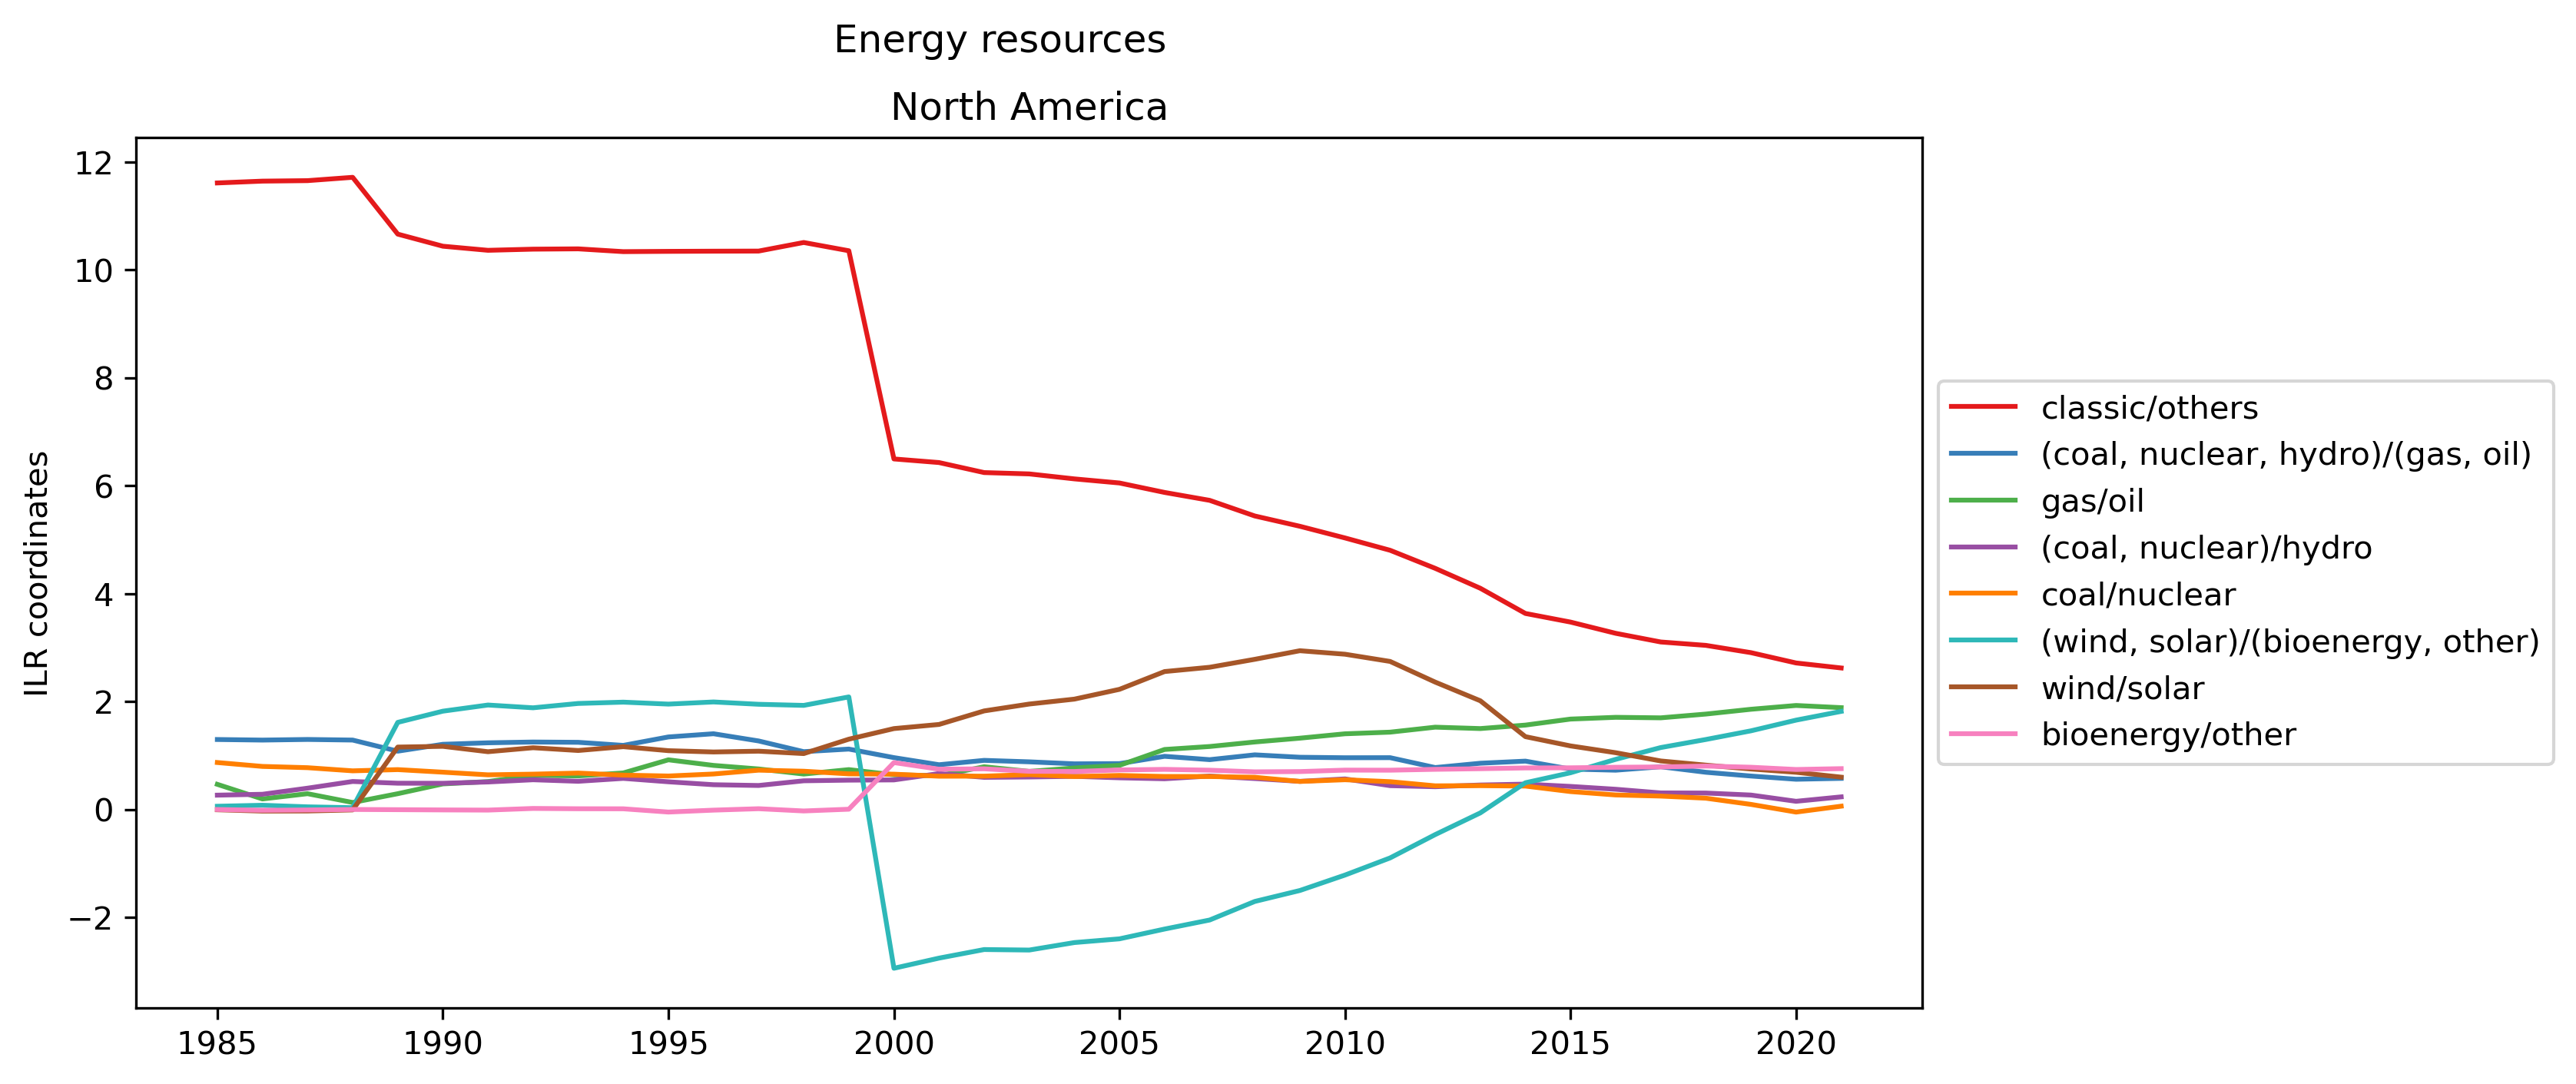 Energy resources
North America
ILR coordinates
12
10
8
6
4
2
0
−2
1985
1990
1995
2000
2005
2010
2015
2020
classic/others
(coal, nuclear, hydro)/(gas, oil)
gas/oil
(coal, nuclear)/hydro
coal/nuclear
(wind, solar)/(bioenergy, other)
wind/solar
bioenergy/other